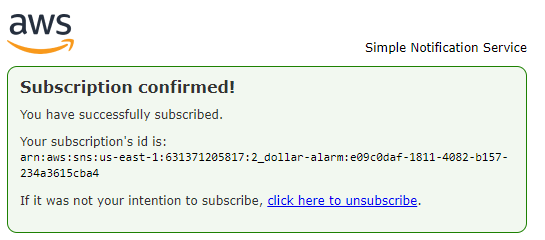 aws
Simple Notification Service
Subscription confirmed!
You have successfully subscribed.
Your subscription's id is:
arn:aws:sns:us-east-1:631371205817:2_dollar-alarm:e09c0daf-1811-4082-b157-
234a3615cba4
If it was not your intention to subscribe, click here to unsubscribe.